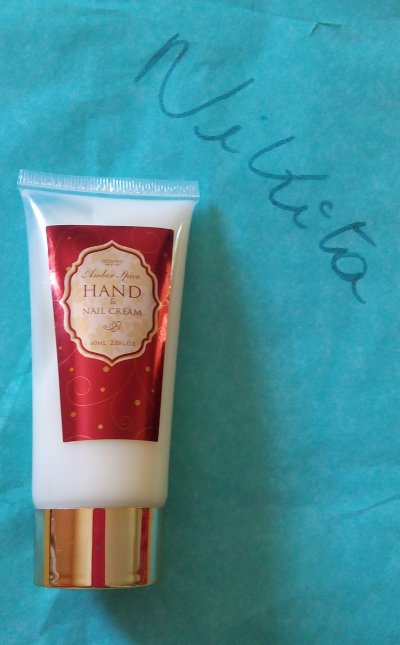 Nikita
Amber Spice
HAND
&
NAIL CREAM
60ML 2.0FL.OZ.